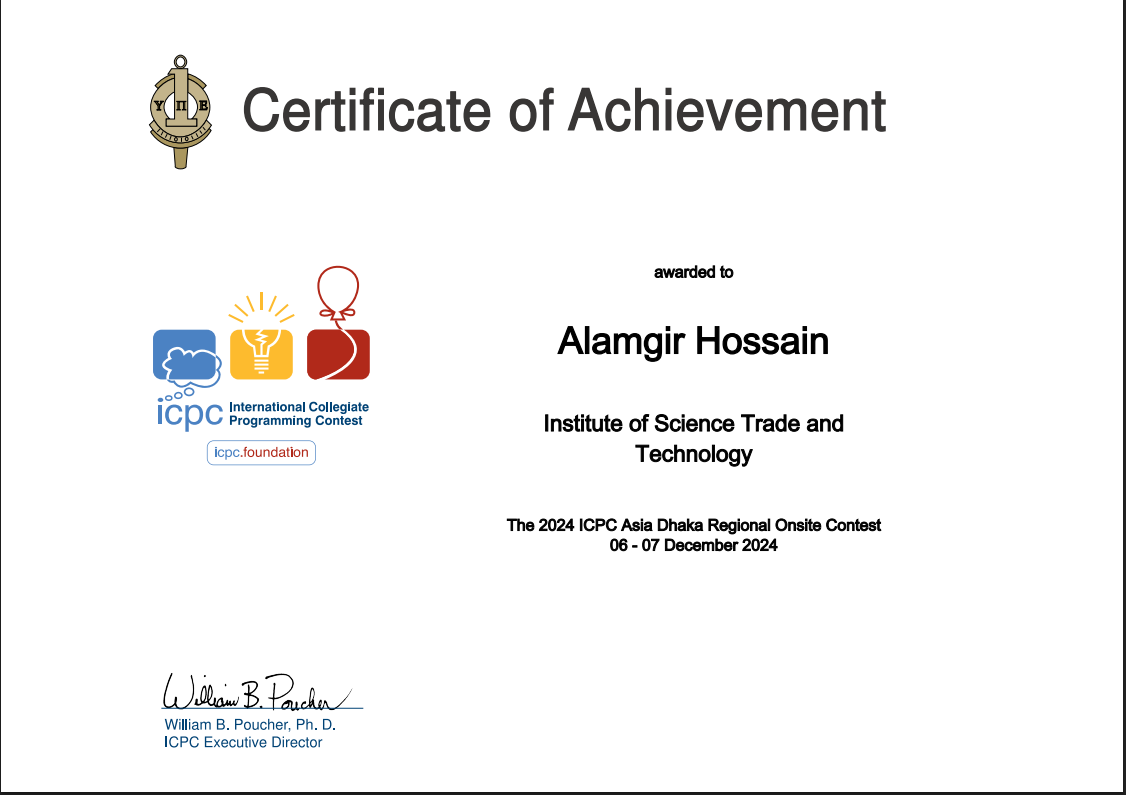 Υ Π Ε
Certificate of Achievement
awarded to
Alamgir Hossain
Institute of Science Trade and
Technology
The 2024 ICPC Asia Dhaka Regional Onsite Contest
06 - 07 December 2024
icpc International Collegiate
Programming Contest
icpc.foundation
William B. Poucher
William B. Poucher, Ph. D.
ICPC Executive Director